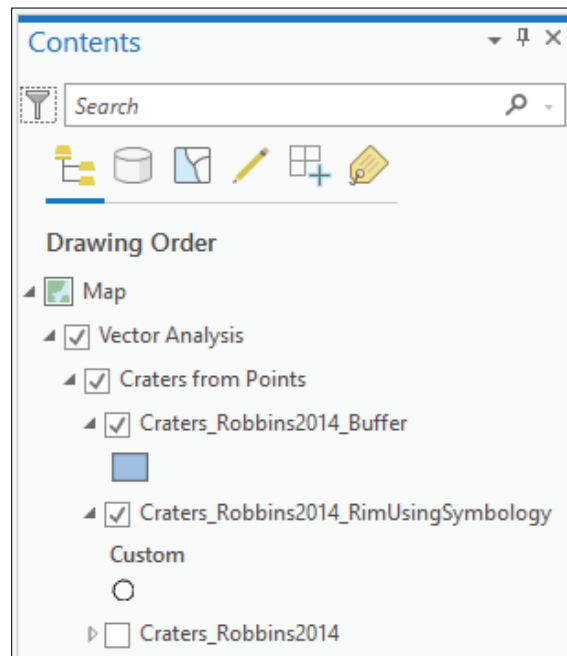 Contents
Search
Drawing Order
Map
Vector Analysis
Craters from Points
Craters_Robbins2014_Buffer
Craters_Robbins2014_RimUsingSymbology
Custom
Craters_Robbins2014